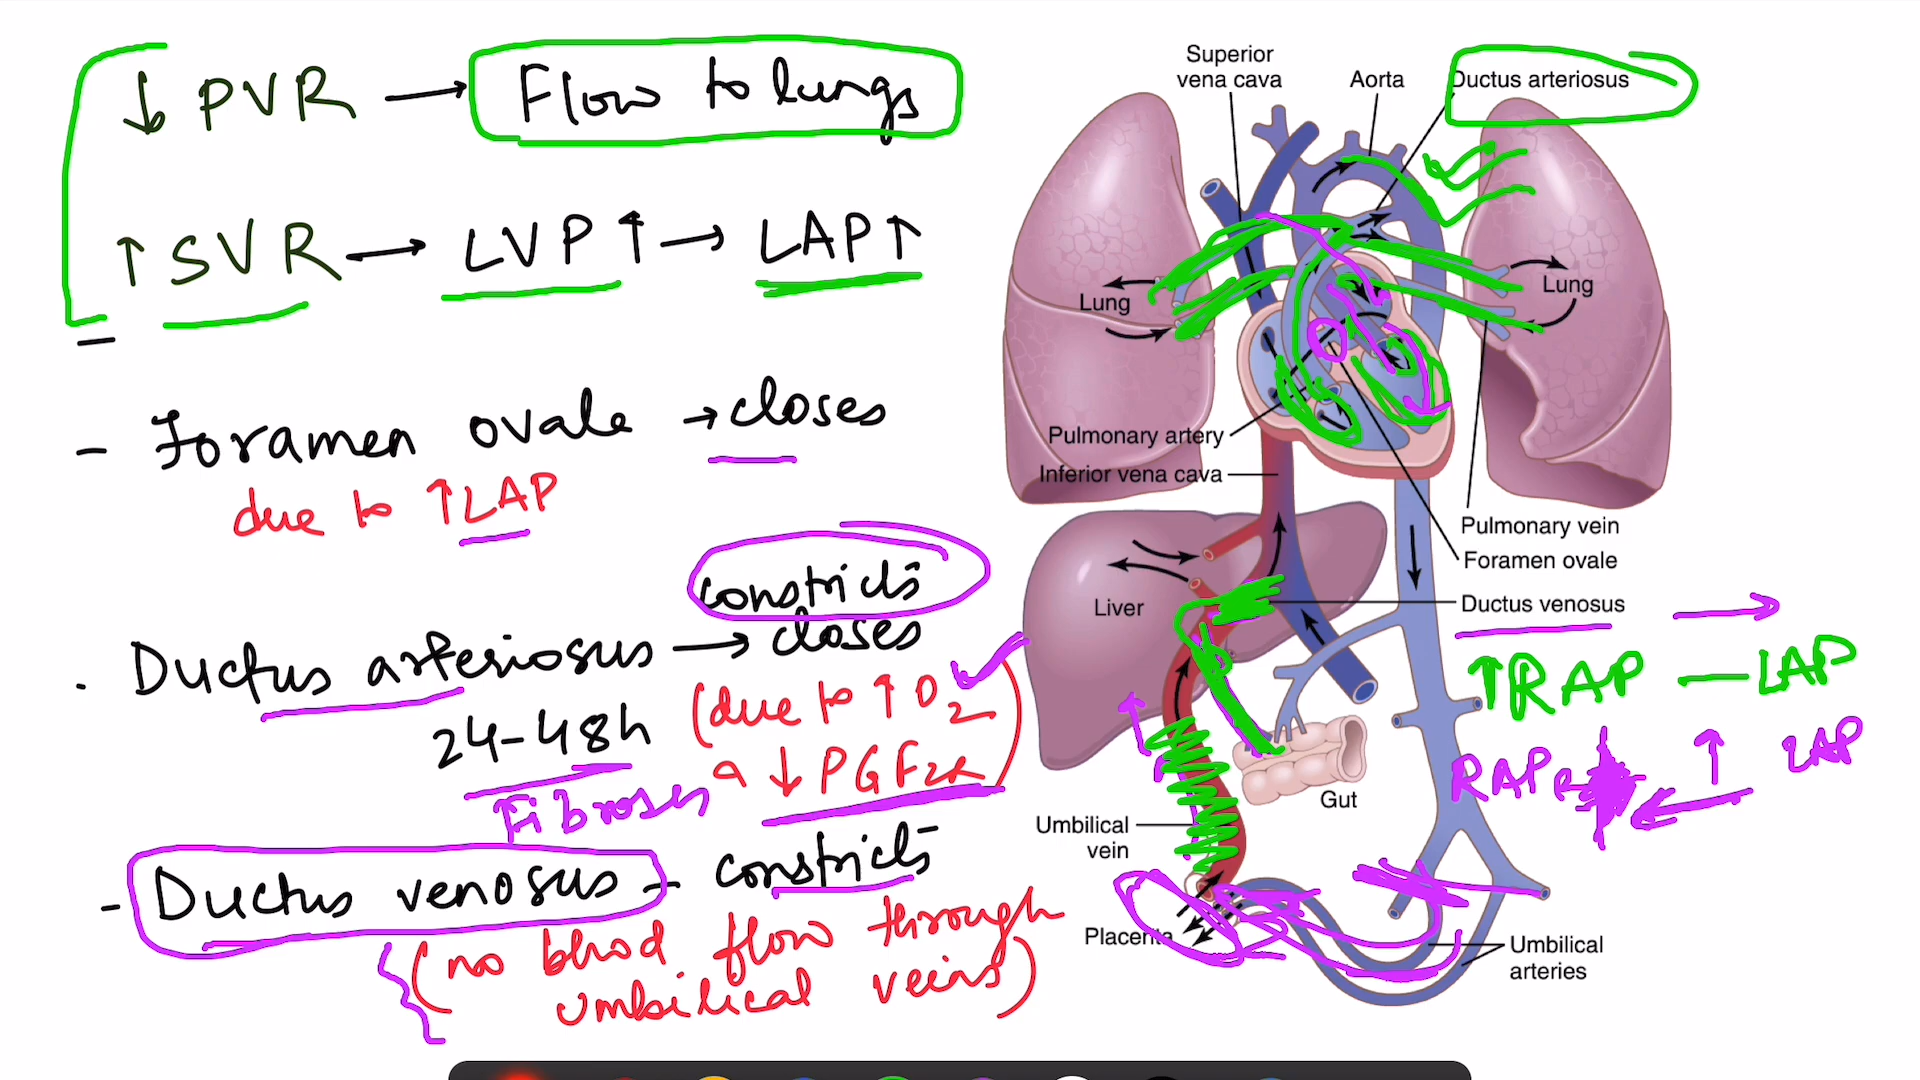 ↓ PVR → Flow to lungs
↑ SVR → LVP↑ → LAP↑
- Foramen ovale → closes
due to ↑LAP
constricts
. Ductus arteriosus → closes
24-48h
(due to ↑ O2
↓ PGF2α)
Fibroses
- Ductus venosus - constricts
(no blood flow through
umbilical veins)
Superior
vena cava
Aorta
Ductus arteriosus
Lung
Lung
Pulmonary artery
Inferior vena cava
Pulmonary vein
Foramen ovale
Liver
Ductus venosus
↑RAP — LAP
RAP
↑ LAP
Gut
Umbilical
vein
Placenta
Umbilical
arteries